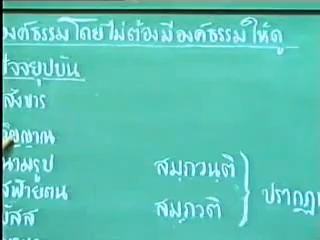 องค์ธรรมโดยไม่ต้องมีองค์ธรรมให้ดู
ปัจจยุปบัน
สังขาร
วิญญาณ
นามรูป สมฺภวนฺติ
สฬายตน สมฺภวติ ปรากฏ
ผัสส